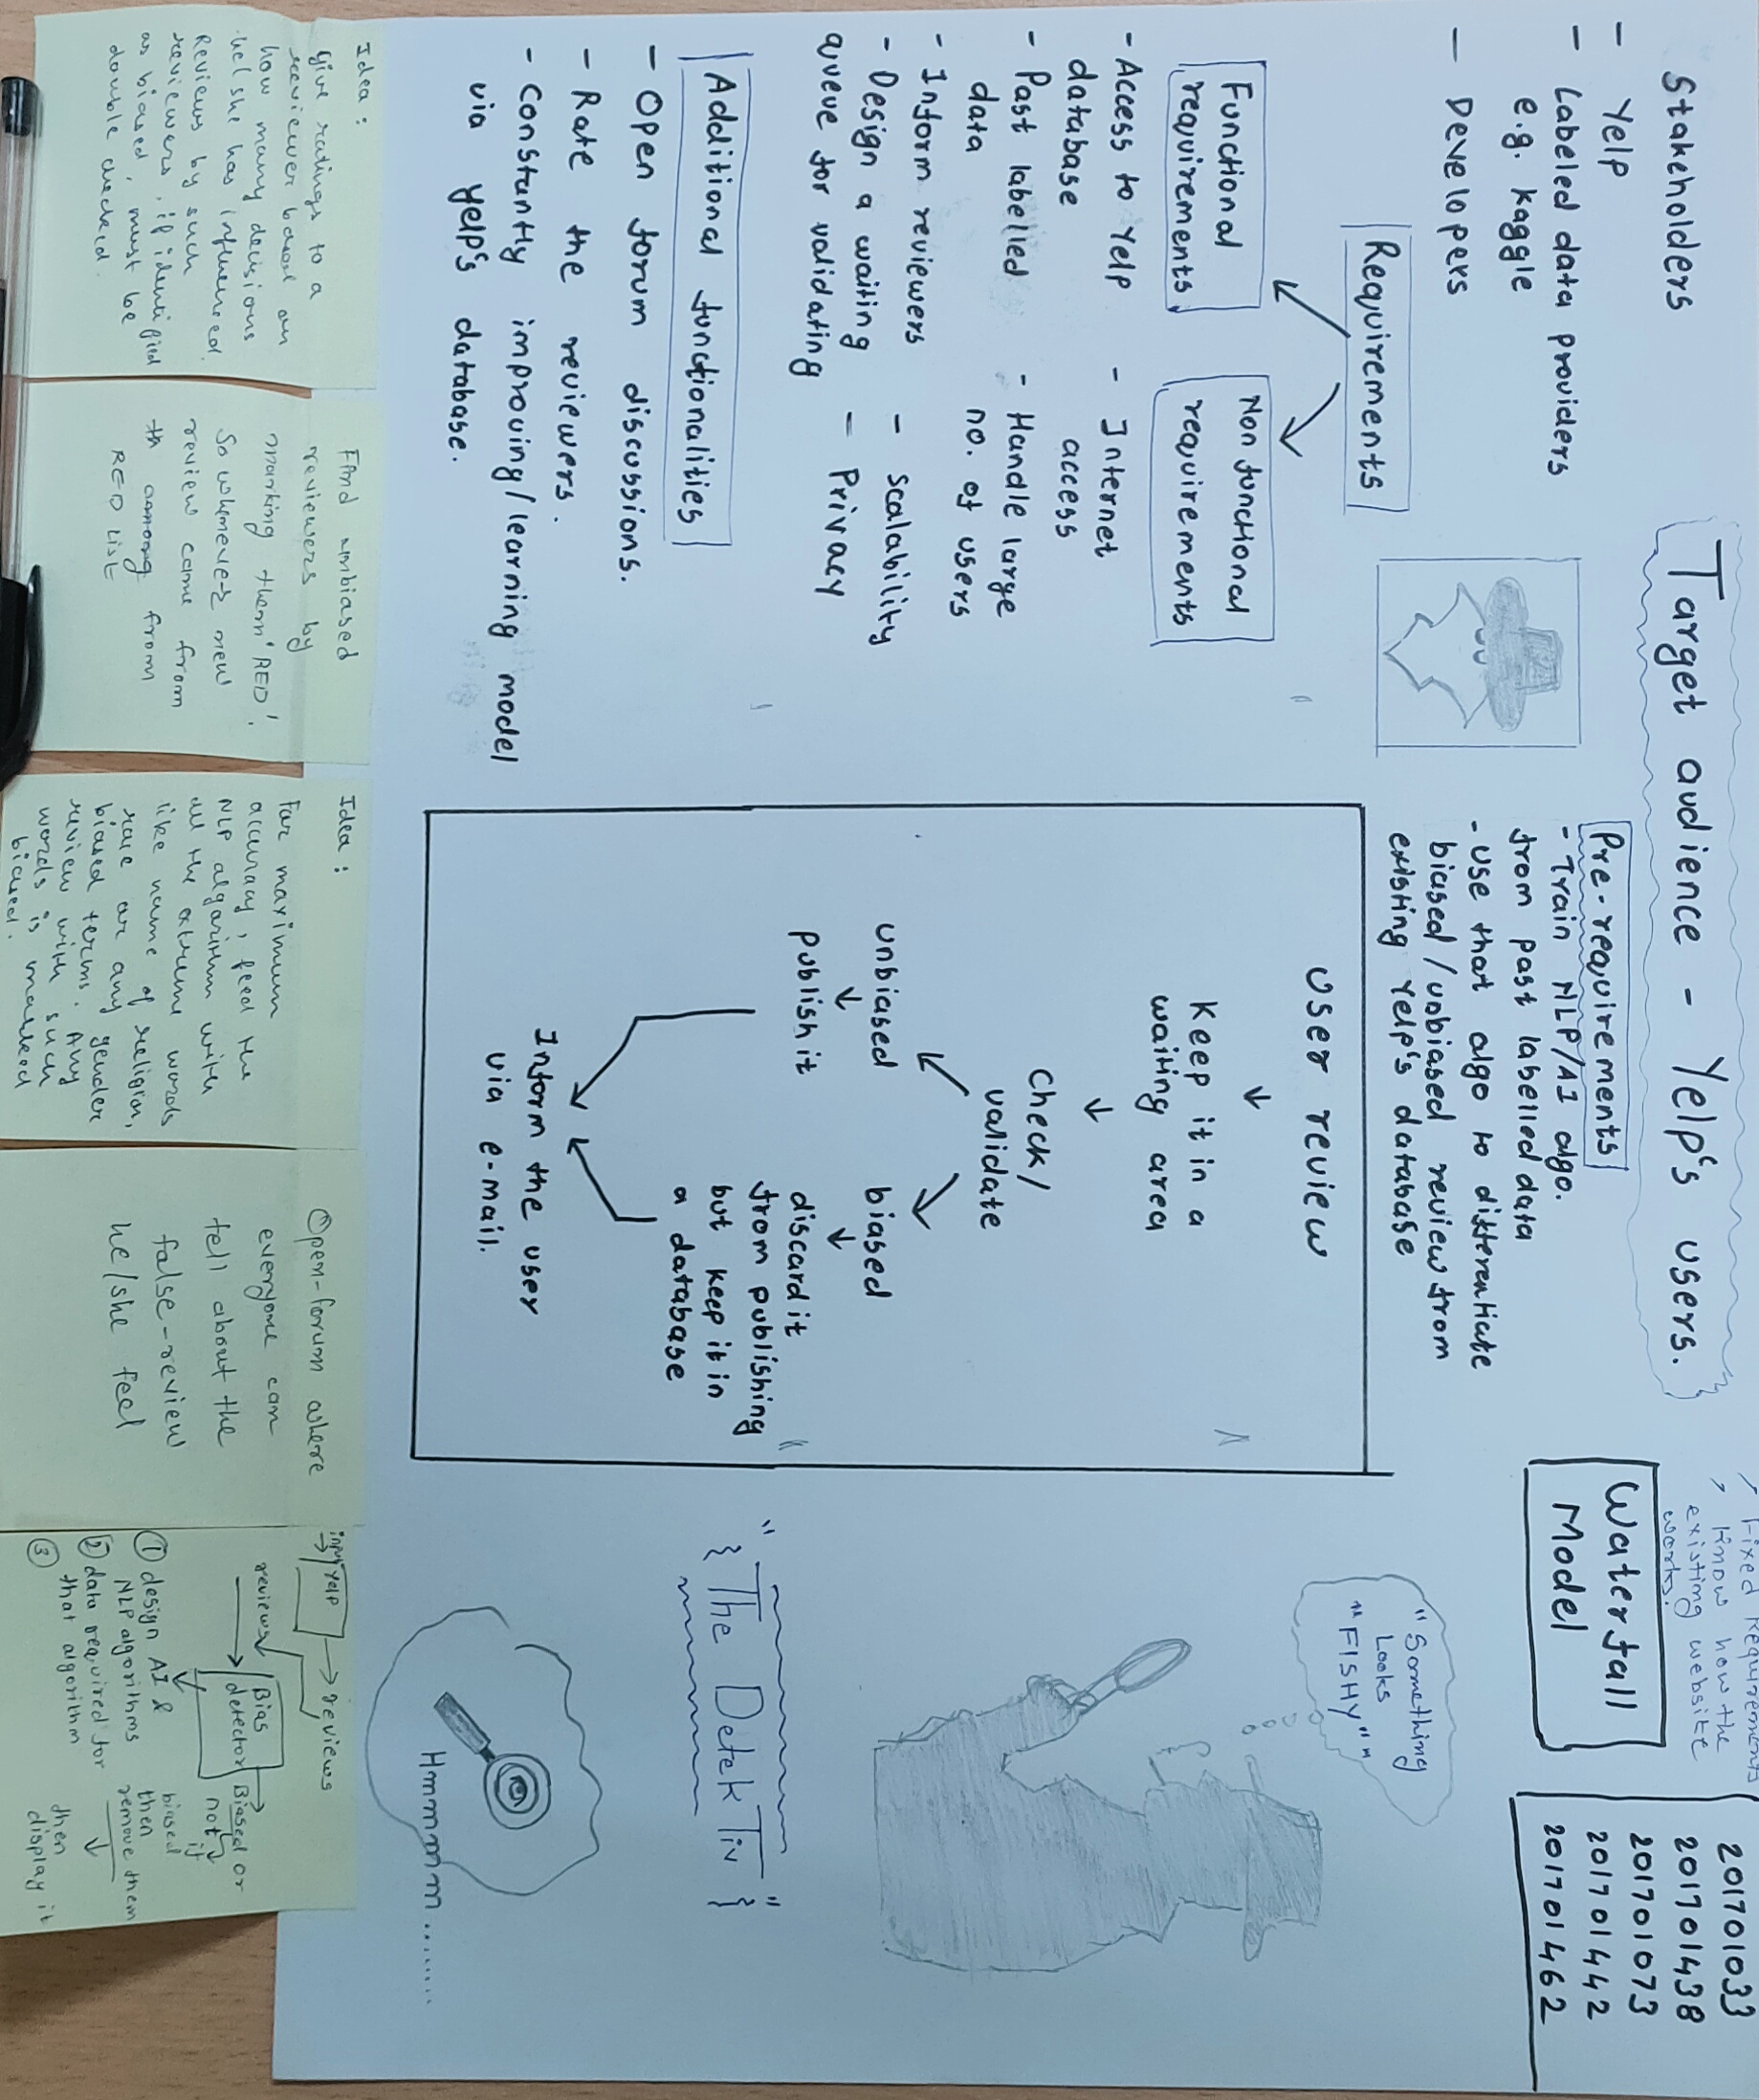 Stakeholders
- Yelp
- Labeled data providers
e.g. Kaggle
- Developers
Requirements
Functional
requirements
- Access to Yelp
database
- Past labelled
data
- Inform reviewers
- Design a waiting
queue for validating
Non functional
requirements
- Internet
access
- Handle large
no. of users
- Scalability
- Privacy
Additional functionalities
- Open forum discussions.
- Rate the reviewers.
- Constantly improving/learning model
via Yelp's database.
Target audience - Yelp's users.
Pre-requirements
- Train NLP/AI algo.
from past labelled data
- Use that algo to differentiate
biased/unbiased review from
existing Yelp's database
User review
↓
Keep it in a
waiting area
↓
Check/
validate
unbiased
↓
publish it
biased
↓
discard it
from publishing
but keep it in
a database
Inform the user
via e-mail.
Fixed Requirements
Know how the
existing website
works.
Waterfall
Model
201701033
201701438
201701073
201701442
201701462
"Something
Looks
"FISHY""
"{The DetekTiv}"
Hmmmm.......
Idea:
Give ratings to a
reviewer based on
how many decisions
he/she has influenced.
Reviews by such
reviewers, if identified
as biased, must be
double checked.
Find unbiased
reviewers by
marking them 'RED'.
So whenever new
review came from
from
RED LIST
Idea:
For maximum
accuracy, feed the
NLP algorithm with
all the extreme words
like name of religion,
race or any gender
biased terms. Any
review with such
words is marked
biased.
Open-forum where
everyone can
tell about the
false-review
he/she feel
input
→ Yelp → reviews
reviews
Bias
detector
Biased or
not
if
biased
then
remove them
then
display it
① design AI &
NLP algorithms
② data required for
that algorithm
③